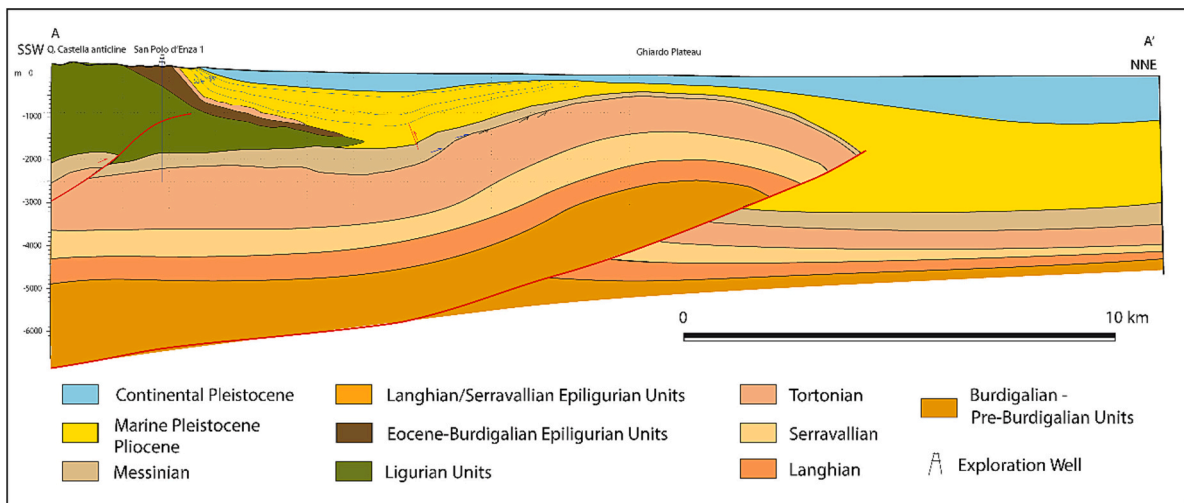 A
A'
SSW
Q. Castella anticline
San Polo d'Enza 1
Ghiardo Plateau
NNE
m 0
-1000
-2000
-3000
-4000
-5000
-6000
0
10 km
Continental Pleistocene
Langhian/Serravallian Epiligurian Units
Tortonian
Burdigalian -
Pre-Burdigalian Units
Marine Pleistocene
Pliocene
Eocene-Burdigalian Epiligurian Units
Serravallian
Messinian
Ligurian Units
Langhian
Exploration Well